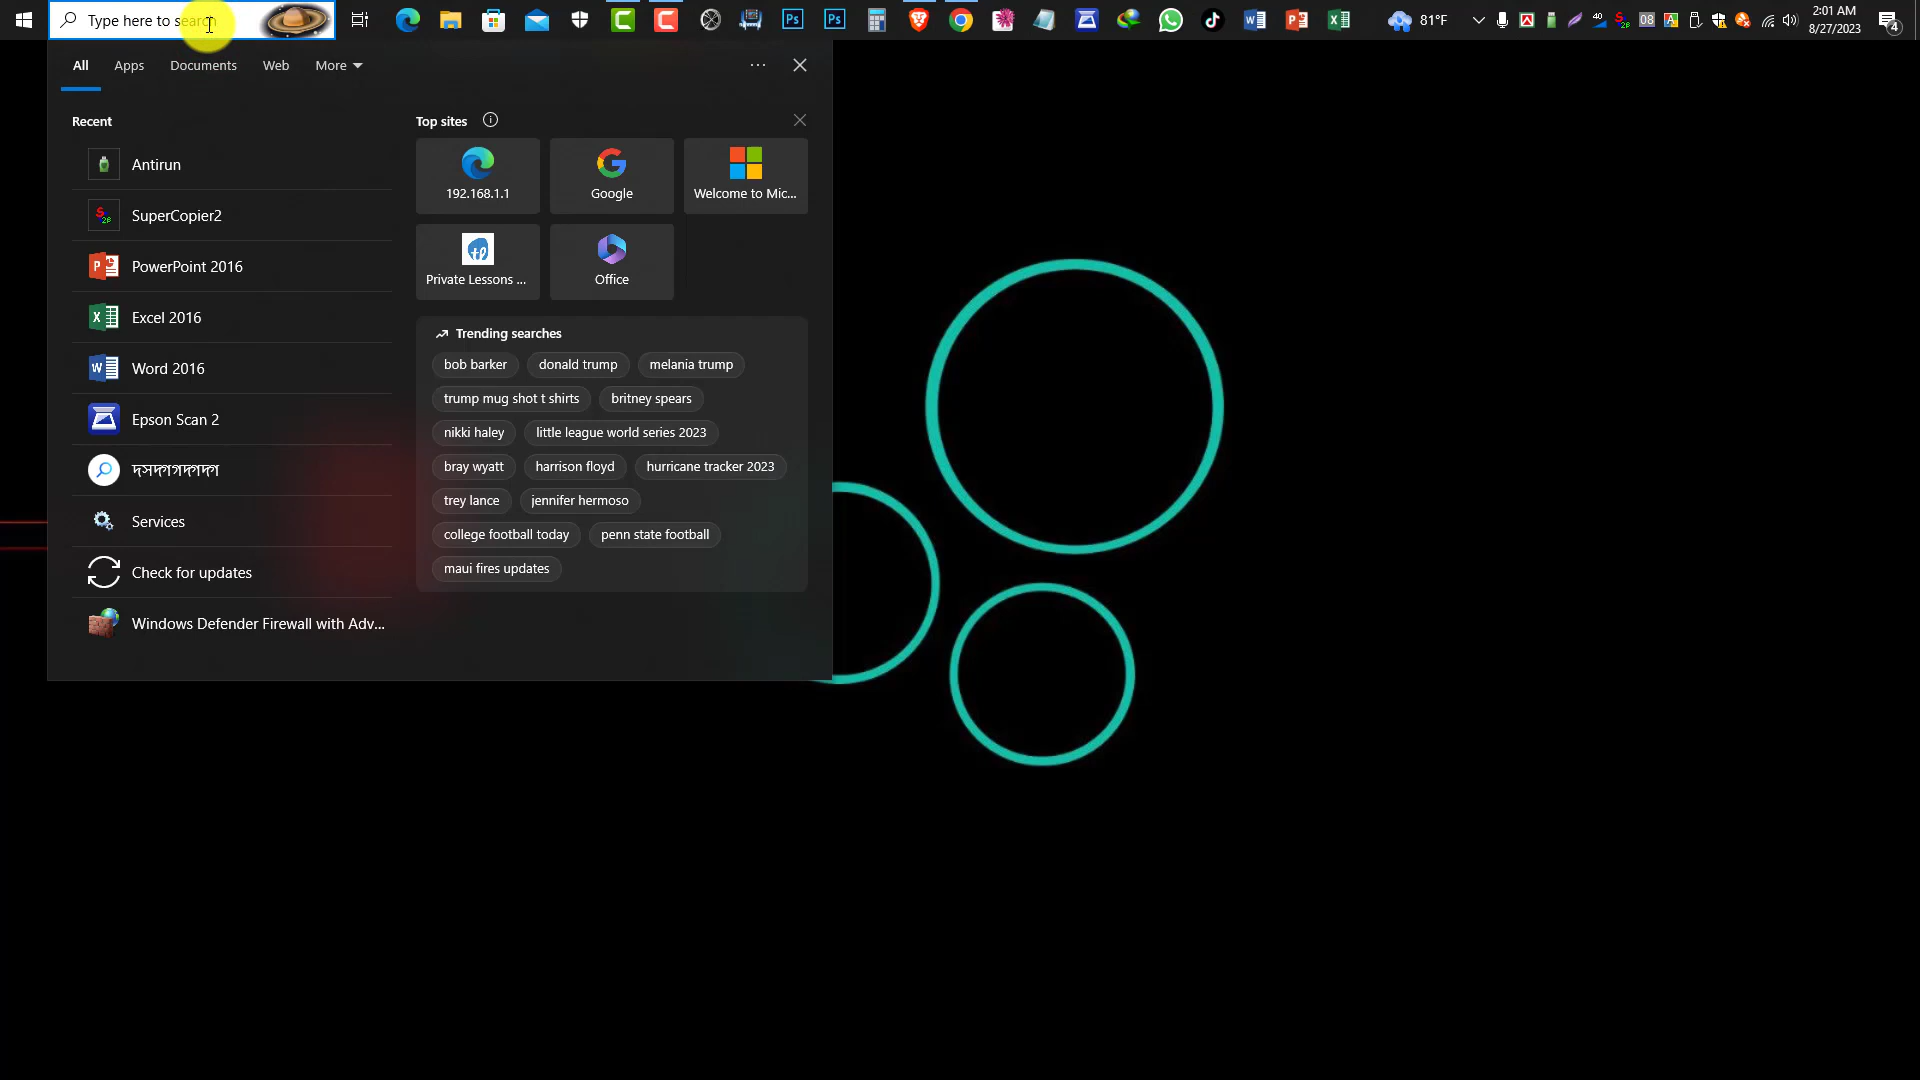 Type here to search
81°F
40
08
2:01 AM
8/27/2023
4
All
Apps
Documents
Web
More
Recent
Top sites
Antirun
SuperCopier2
PowerPoint 2016
Excel 2016
Word 2016
Epson Scan 2
Services
Check for updates
Windows Defender Firewall with Adv...
192.168.1.1
Google
Welcome to Mic...
Private Lessons ...
Office
Trending searches
bob barker
donald trump
melania trump
trump mug shot t shirts
britney spears
nikki haley
little league world series 2023
bray wyatt
harrison floyd
hurricane tracker 2023
trey lance
jennifer hermoso
college football today
penn state football
maui fires updates